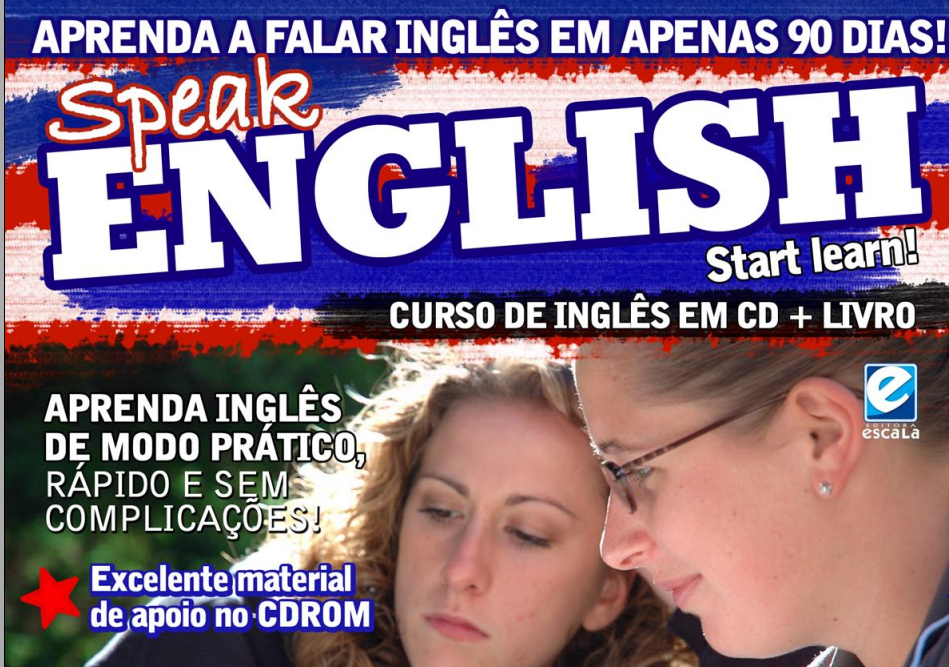 APRENDA A FALAR INGLÊS EM APENAS 90 DIAS!
Speak
ENGLISH
Start learn!
CURSO DE INGLÊS EM CD + LIVRO
APRENDA INGLÊS
DE MODO PRÁTICO,
RÁPIDO E SEM
COMPLICAÇÕES!
e
EDITORA
escala
Excelente material
de apoio no CDROM